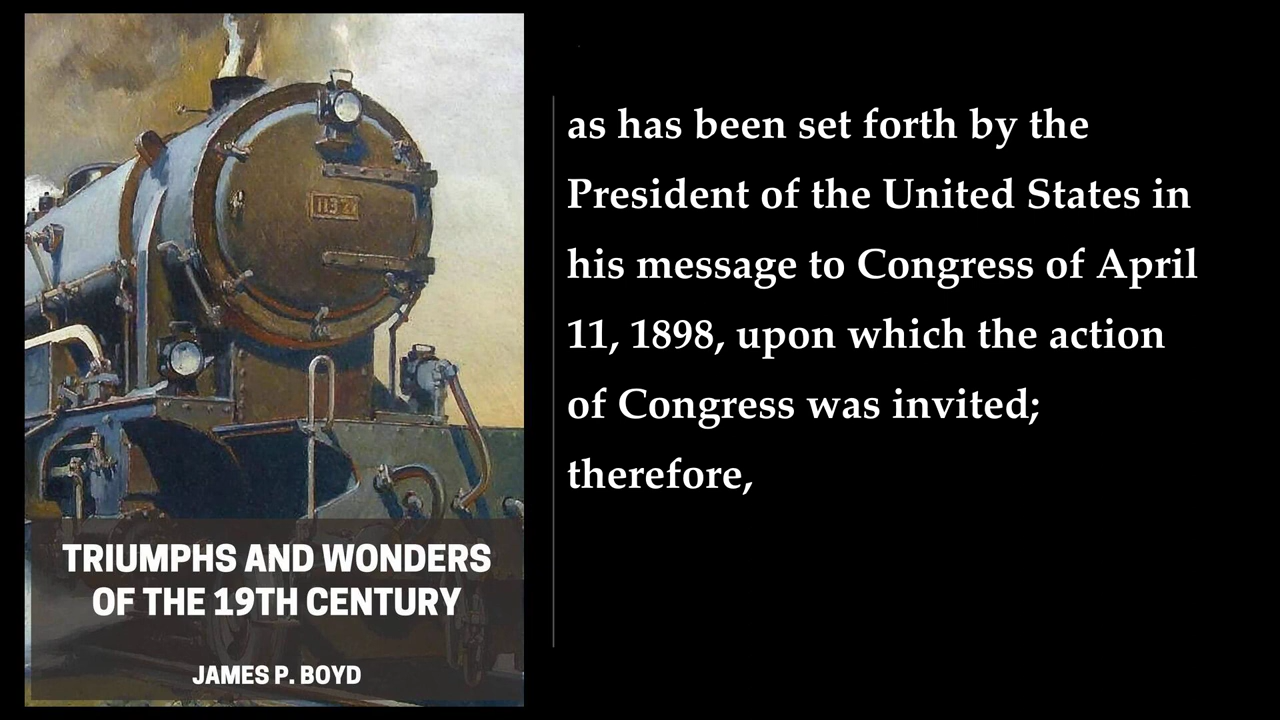 TRIUMPHS AND WONDERS
OF THE 19TH CENTURY
JAMES P. BOYD
as has been set forth by the
President of the United States in
his message to Congress of April
11, 1898, upon which the action
of Congress was invited;
therefore,